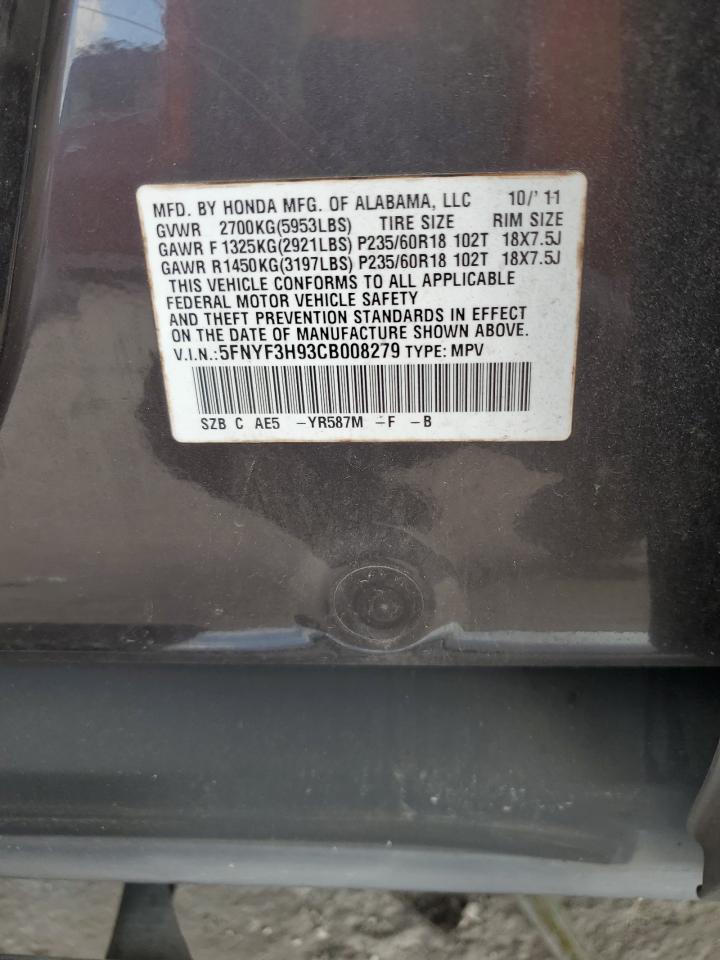 MFD. BY HONDA MFG. OF ALABAMA, LLC 10/'11
GVWR 2700KG(5953LBS) TIRE SIZE RIM SIZE
GAWR F 1325KG(2921LBS) P235/60R18 102T 18X7.5J
GAWR R1450KG(3197LBS) P235/60R18 102T 18X7.5J
THIS VEHICLE CONFORMS TO ALL APPLICABLE
FEDERAL MOTOR VEHICLE SAFETY
AND THEFT PREVENTION STANDARDS IN EFFECT
ON THE DATE OF MANUFACTURE SHOWN ABOVE.
V.I.N.:5FNYF3H93CB008279 TYPE: MPV
SZB C AE5 -YR587M -F -B